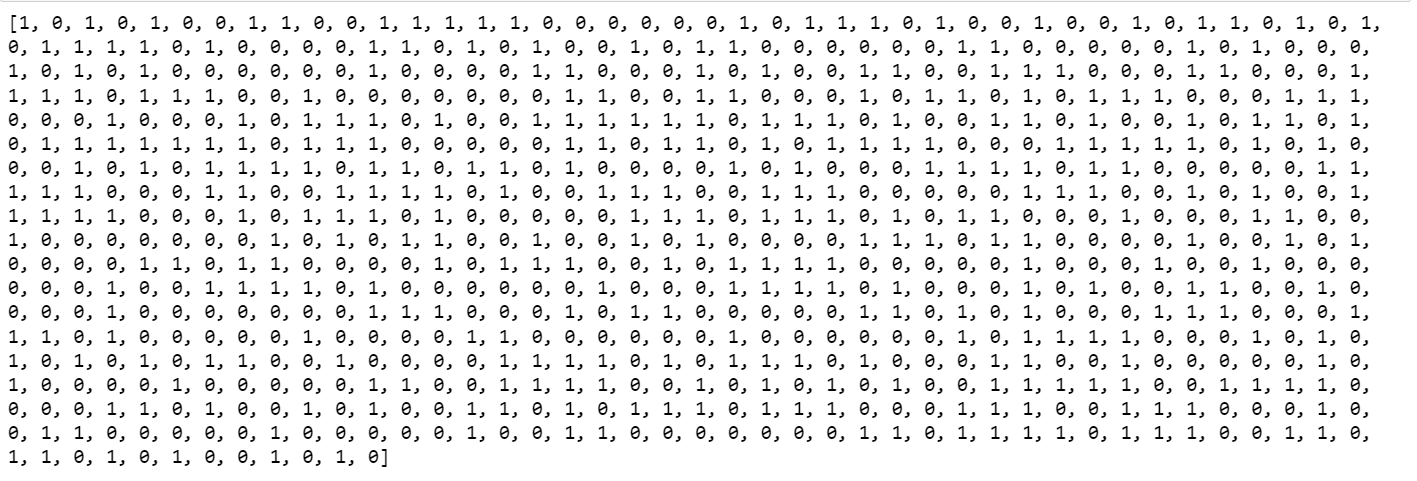 [1, 0, 1, 0, 1, 0, 0, 1, 1, 0, 0, 1, 1, 1, 1, 1, 0, 0, 0, 0, 0, 0, 1, 0, 1, 1, 1, 0, 1, 0, 0, 1, 0, 0, 1, 0, 1, 1, 0, 1, 0, 1,
0, 1, 1, 1, 1, 0, 1, 0, 0, 0, 0, 1, 1, 0, 1, 0, 1, 0, 0, 1, 0, 1, 1, 0, 0, 0, 0, 0, 0, 1, 1, 0, 0, 0, 0, 0, 1, 0, 1, 0, 0, 0,
1, 0, 1, 0, 1, 0, 0, 0, 0, 0, 0, 1, 0, 0, 0, 0, 1, 1, 0, 0, 0, 1, 0, 1, 0, 0, 1, 1, 0, 0, 1, 1, 1, 0, 0, 0, 1, 1, 0, 0, 0, 1,
1, 1, 1, 0, 1, 1, 1, 0, 0, 1, 0, 0, 0, 0, 0, 0, 0, 1, 1, 0, 0, 1, 1, 0, 0, 0, 1, 0, 1, 1, 0, 1, 0, 1, 1, 1, 0, 0, 0, 1, 1, 1,
0, 0, 0, 1, 0, 0, 0, 1, 0, 1, 1, 1, 0, 1, 0, 0, 1, 1, 1, 1, 1, 1, 0, 1, 1, 1, 0, 1, 0, 0, 1, 1, 0, 1, 0, 0, 1, 0, 1, 1, 0, 1,
0, 1, 1, 1, 1, 1, 1, 1, 0, 1, 1, 1, 0, 0, 0, 0, 0, 1, 1, 0, 1, 1, 0, 1, 0, 1, 1, 1, 1, 0, 0, 0, 1, 1, 1, 1, 1, 0, 1, 0, 1, 0,
0, 0, 1, 0, 1, 0, 1, 1, 1, 1, 0, 1, 1, 0, 1, 1, 0, 1, 0, 0, 0, 0, 1, 0, 1, 0, 0, 0, 1, 1, 1, 1, 0, 1, 1, 0, 0, 0, 0, 0, 1, 1,
1, 1, 1, 0, 0, 0, 1, 1, 0, 0, 1, 1, 1, 1, 0, 1, 0, 0, 1, 1, 1, 0, 0, 1, 1, 1, 0, 0, 0, 0, 0, 1, 1, 1, 0, 0, 1, 0, 1, 0, 0, 1,
1, 1, 1, 1, 0, 0, 0, 1, 0, 1, 1, 1, 0, 1, 0, 0, 0, 0, 0, 1, 1, 1, 0, 1, 1, 1, 0, 1, 0, 1, 1, 0, 0, 0, 1, 0, 0, 0, 1, 1, 0, 0,
1, 0, 0, 0, 0, 0, 0, 0, 1, 0, 1, 0, 1, 1, 0, 0, 1, 0, 0, 1, 0, 1, 0, 0, 0, 0, 1, 1, 1, 0, 1, 1, 0, 0, 0, 0, 1, 0, 0, 1, 0, 1,
0, 0, 0, 0, 1, 1, 0, 1, 1, 0, 0, 0, 0, 1, 0, 1, 1, 1, 0, 0, 1, 0, 1, 1, 1, 1, 0, 0, 0, 0, 0, 1, 0, 0, 0, 1, 0, 0, 1, 0, 0, 0,
0, 0, 0, 1, 0, 0, 1, 1, 1, 1, 0, 1, 0, 0, 0, 0, 0, 0, 1, 0, 0, 0, 1, 1, 1, 1, 0, 1, 0, 0, 0, 1, 0, 1, 0, 0, 1, 1, 0, 0, 1, 0,
0, 0, 0, 1, 0, 0, 0, 0, 0, 0, 0, 1, 1, 1, 0, 0, 0, 1, 0, 1, 1, 0, 0, 0, 0, 0, 1, 1, 0, 1, 0, 1, 0, 0, 0, 1, 1, 1, 0, 0, 0, 1,
1, 1, 0, 1, 0, 0, 0, 0, 0, 1, 0, 0, 0, 0, 1, 1, 0, 0, 0, 0, 0, 0, 1, 0, 0, 0, 0, 0, 0, 1, 0, 1, 1, 1, 1, 0, 0, 0, 1, 0, 1, 0,
1, 0, 1, 0, 1, 0, 1, 1, 0, 0, 1, 0, 0, 0, 0, 1, 1, 1, 1, 0, 1, 0, 1, 1, 1, 0, 1, 0, 0, 0, 1, 1, 0, 0, 1, 0, 0, 0, 0, 0, 1, 0,
1, 0, 0, 0, 0, 1, 0, 0, 0, 0, 0, 1, 1, 0, 0, 1, 1, 1, 1, 0, 0, 1, 0, 1, 0, 1, 0, 1, 0, 0, 1, 1, 1, 1, 1, 0, 0, 1, 1, 1, 1, 0,
0, 0, 0, 1, 1, 0, 1, 0, 0, 1, 0, 1, 0, 0, 1, 1, 0, 1, 0, 1, 1, 1, 0, 1, 1, 1, 0, 0, 0, 1, 1, 1, 0, 0, 1, 1, 1, 0, 0, 0, 1, 0,
0, 1, 1, 0, 0, 0, 0, 0, 1, 0, 0, 0, 0, 0, 1, 0, 0, 1, 1, 0, 0, 0, 0, 0, 0, 0, 1, 1, 0, 1, 1, 1, 1, 0, 1, 1, 1, 0, 0, 1, 1, 0,
1, 1, 0, 1, 0, 1, 0, 0, 1, 0, 1, 0]